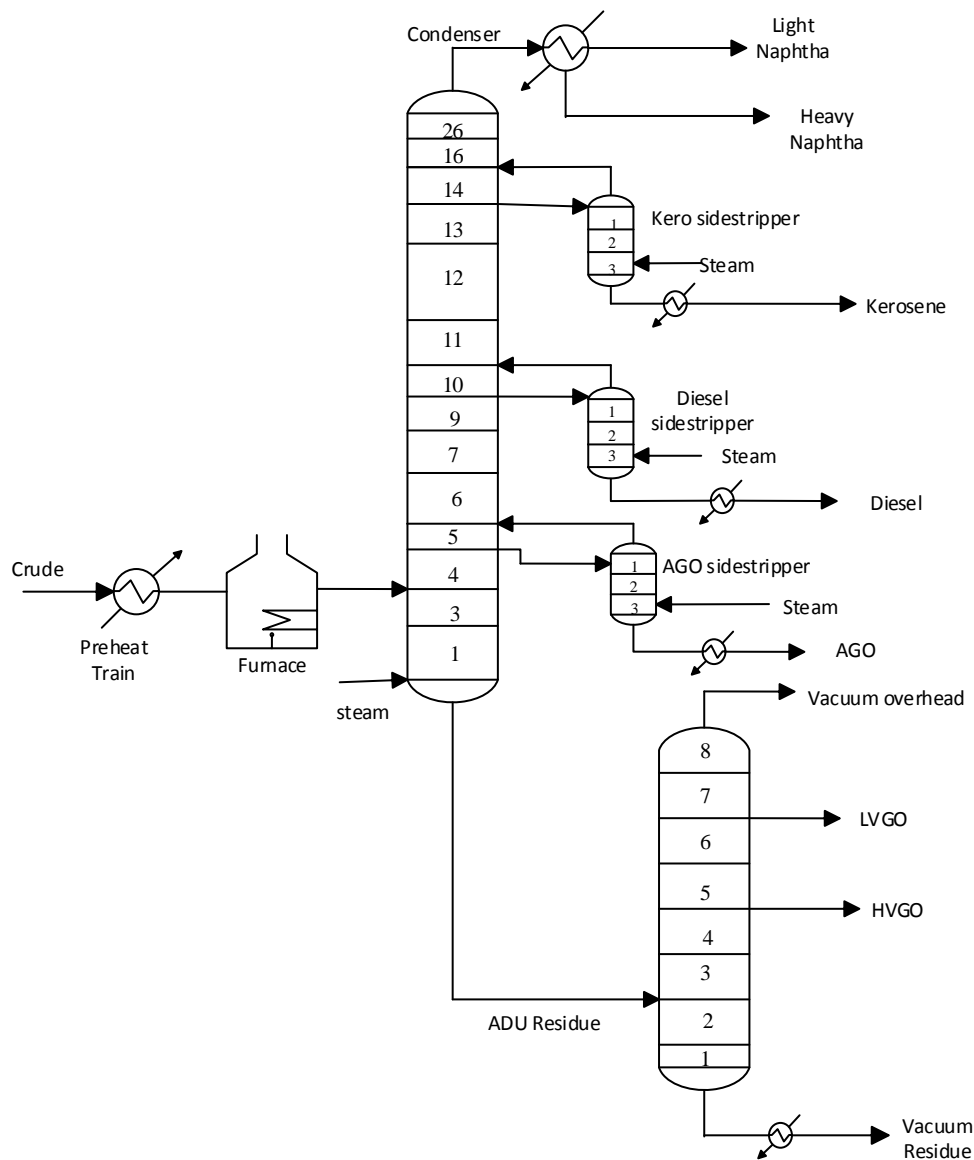 Condenser
Light
Naphtha
Heavy
Naphtha
26
16
14
13
12
11
10
9
7
6
5
4
3
1
1
2
3
Kero sidestripper
Steam
Kerosene
1
2
3
Diesel
sidestripper
Steam
Diesel
1
2
3
AGO sidestripper
Steam
AGO
Crude
Preheat
Train
Furnace
steam
Vacuum overhead
8
7
6
5
4
3
2
1
LVGO
HVGO
ADU Residue
Vacuum
Residue